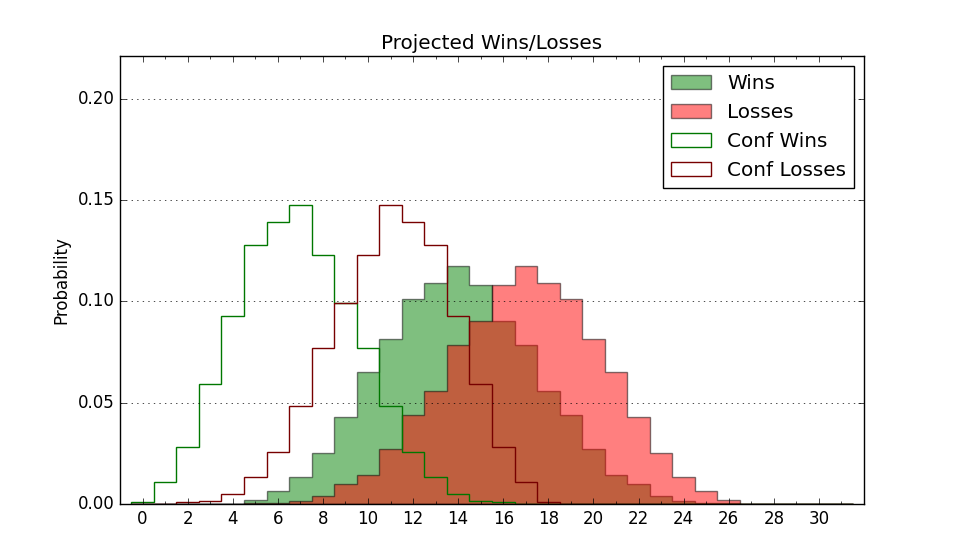 Projected Wins/Losses
Wins
Losses
Conf Wins
Conf Losses
Probability
0.20
0.15
0.10
0.05
0.00
0 2 4 6 8 10 12 14 16 18 20 22 24 26 28 30